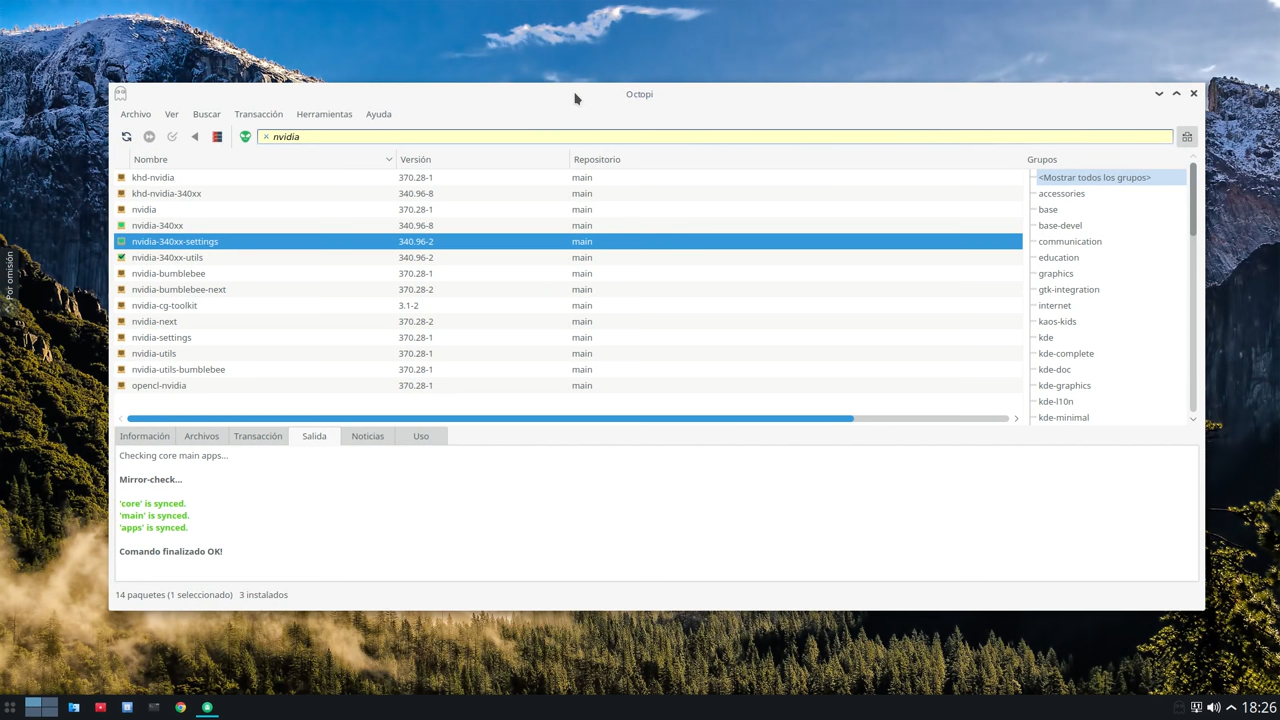 Octopi
Archivo Ver Buscar Transacción Herramientas Ayuda
nvidia
Nombre Versión Repositorio Grupos
khd-nvidia 370.28-1 main <Mostrar todos los grupos>
khd-nvidia-340xx 340.96-8 main accessories
nvidia 370.28-1 main base
nvidia-340xx 340.96-8 main base-devel
nvidia-340xx-settings 340.96-2 main communication
nvidia-340xx-utils 340.96-2 main education
nvidia-bumblebee 370.28-1 main graphics
nvidia-bumblebee-next 370.28-2 main gtk-integration
nvidia-cg-toolkit 3.1-2 main internet
nvidia-next 370.28-2 main kaos-kids
nvidia-settings 370.28-1 main kde
nvidia-utils 370.28-1 main kde-complete
nvidia-utils-bumblebee 370.28-1 main kde-doc
opencl-nvidia 370.28-1 main kde-graphics
kde-l10n
kde-minimal
Por omisión
Información Archivos Transacción Salida Noticias Uso
Checking core main apps...
Mirror-check...
'core' is synced.
'main' is synced.
'apps' is synced.
Comando finalizado OK!
14 paquetes (1 seleccionado) 3 instalados
18:26